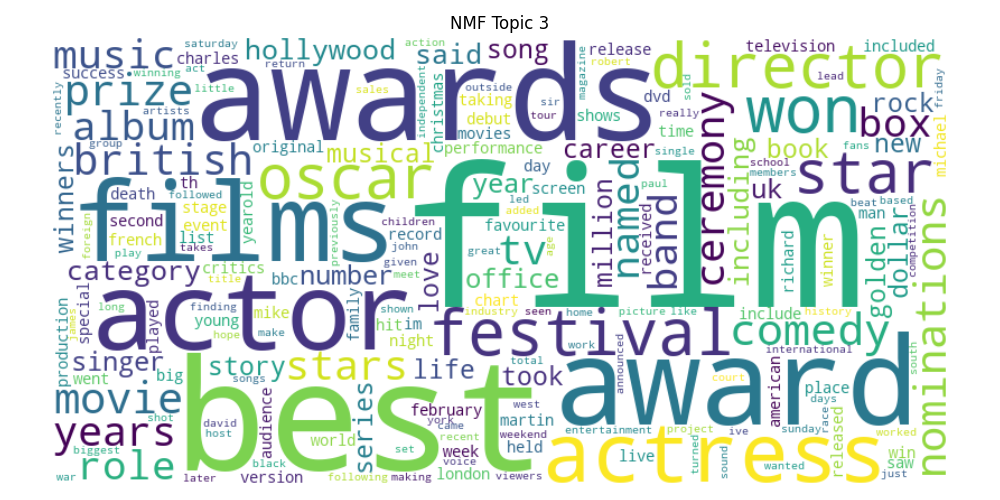 NMF Topic 3
saturday
action
music
charles
hollywood
said
song
release
television
included
success
winning
act
return
robert
lead
recently
prize
little
awards
sales
independent
christmas
outside
taking
sir
magazine
dvd
sold
director
friday
artists
debut
tour
shows
really
won
rock
album
movies
time
box
group
original
musical
performance
career
single
ceremony
book
fans
new
michael
winners
british
oscar
day
including
school
uk
members
star
death
th
followed
year
screen
named
paul
beat
based
films
yearold
children
led
added
film
million
received
band
man
foreign
second
stage
event
previously
record
favourite
dollar
competition
french
list
john
great
tv
age
richard
winner
golden
play
takes
category
critics
bbc
number
given
meet
love
office
nominations
title
special
long
finding
mike
family
shown
chart
industry
seen
home
picture
like
include
history
production
james
played
actor
young
hope
make
hit
im
night
festival
work
comedy
singer
story
stars
life
total
announced
international
south
went
big
took
award
american
court
place
days
movie
shot
songs
best
audience
series
february
york
came
west
weekend
martin
entertainment
project
sunday
race
released
worked
years
david
host
world
set
recent
week
held
live
turned
sound
ive
win
biggest
role
black
voice
actress
wanted
saw
war
later
version
following
making
london
viewers
just